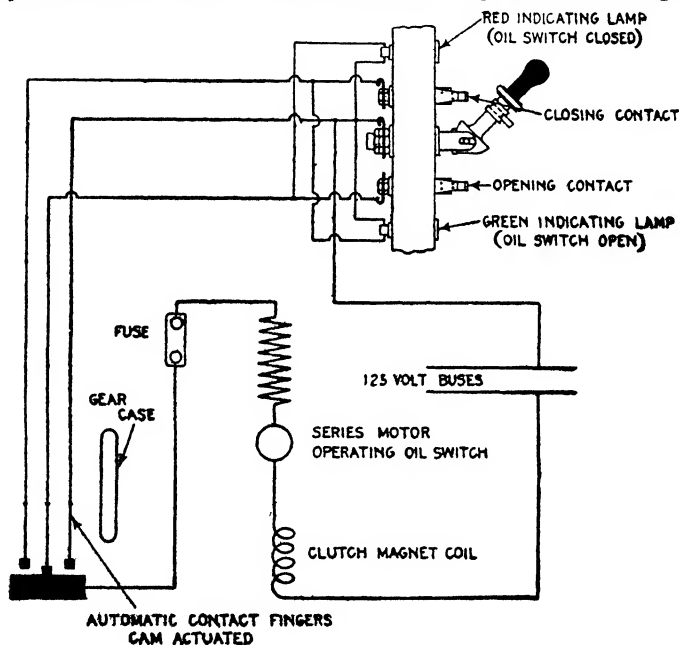 RED INDICATING LAMP
(OIL SWITCH CLOSED)
CLOSING CONTACT
OPENING CONTACT
GREEN INDICATING LAMP
(OIL SWITCH OPEN)
FUSE
125 VOLT BUSES
GEAR
CASE
SERIES MOTOR
OPERATING OIL SWITCH
CLUTCH MAGNET COIL
AUTOMATIC CONTACT FINGERS
CAM ACTUATED